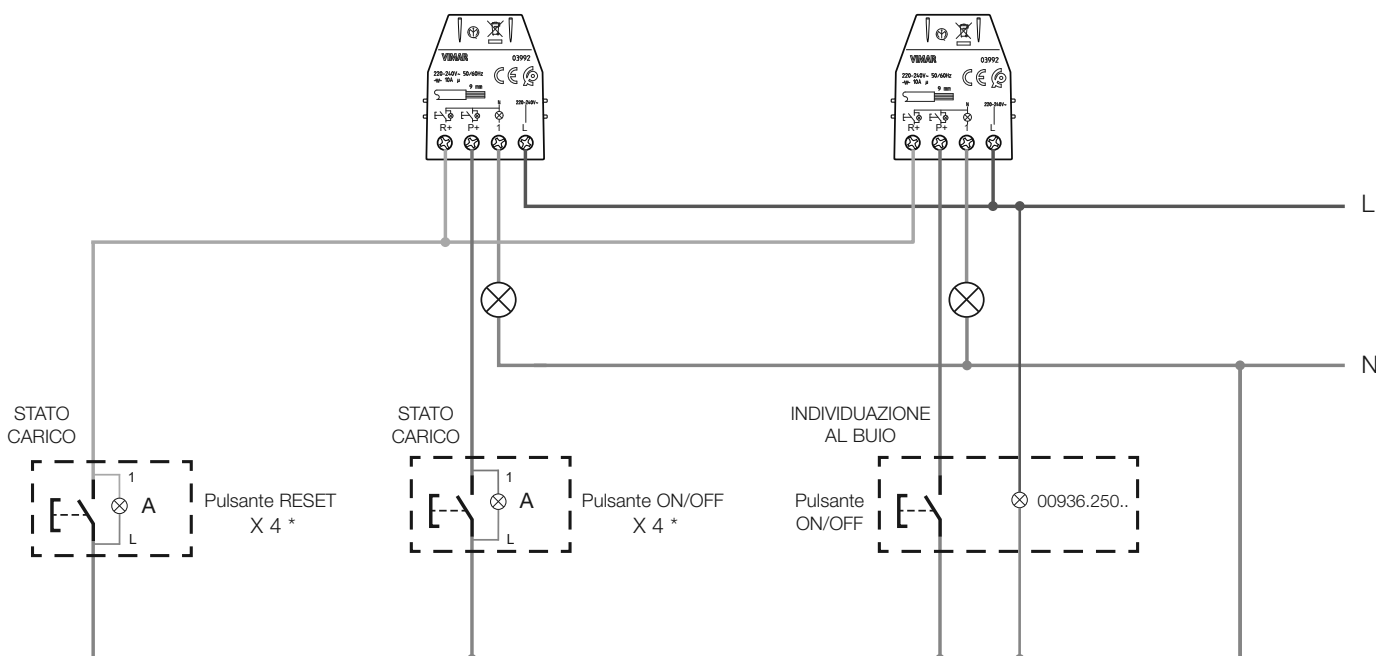 VIMAR 03992
220-240V~ 50/60Hz
10A µ
9 mm
N
220-240V~
R+ P+ 1 L
VIMAR 03992
220-240V~ 50/60Hz
10A µ
9 mm
N
220-240V~
R+ P+ 1 L
L
N
STATO
CARICO
1
A
L
Pulsante RESET
X 4 *
STATO
CARICO
1
A
L
Pulsante ON/OFF
X 4 *
INDIVIDUAZIONE
AL BUIO
Pulsante
ON/OFF
00936.250..